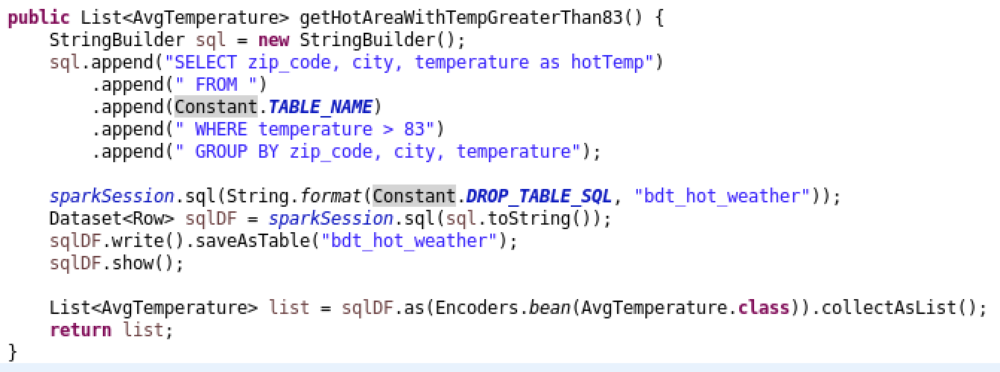 public List<AvgTemperature> getHotAreaWithTempGreaterThan83() {
    StringBuilder sql = new StringBuilder();
    sql.append("SELECT zip_code, city, temperature as hotTemp")
        .append(" FROM ")
        .append(Constant.TABLE_NAME)
        .append(" WHERE temperature > 83")
        .append(" GROUP BY zip_code, city, temperature");

    sparkSession.sql(String.format(Constant.DROP_TABLE_SQL, "bdt_hot_weather"));
    Dataset<Row> sqlDF = sparkSession.sql(sql.toString());
    sqlDF.write().saveAsTable("bdt_hot_weather");
    sqlDF.show();

    List<AvgTemperature> list = sqlDF.as(Encoders.bean(AvgTemperature.class)).collectAsList();
    return list;
}